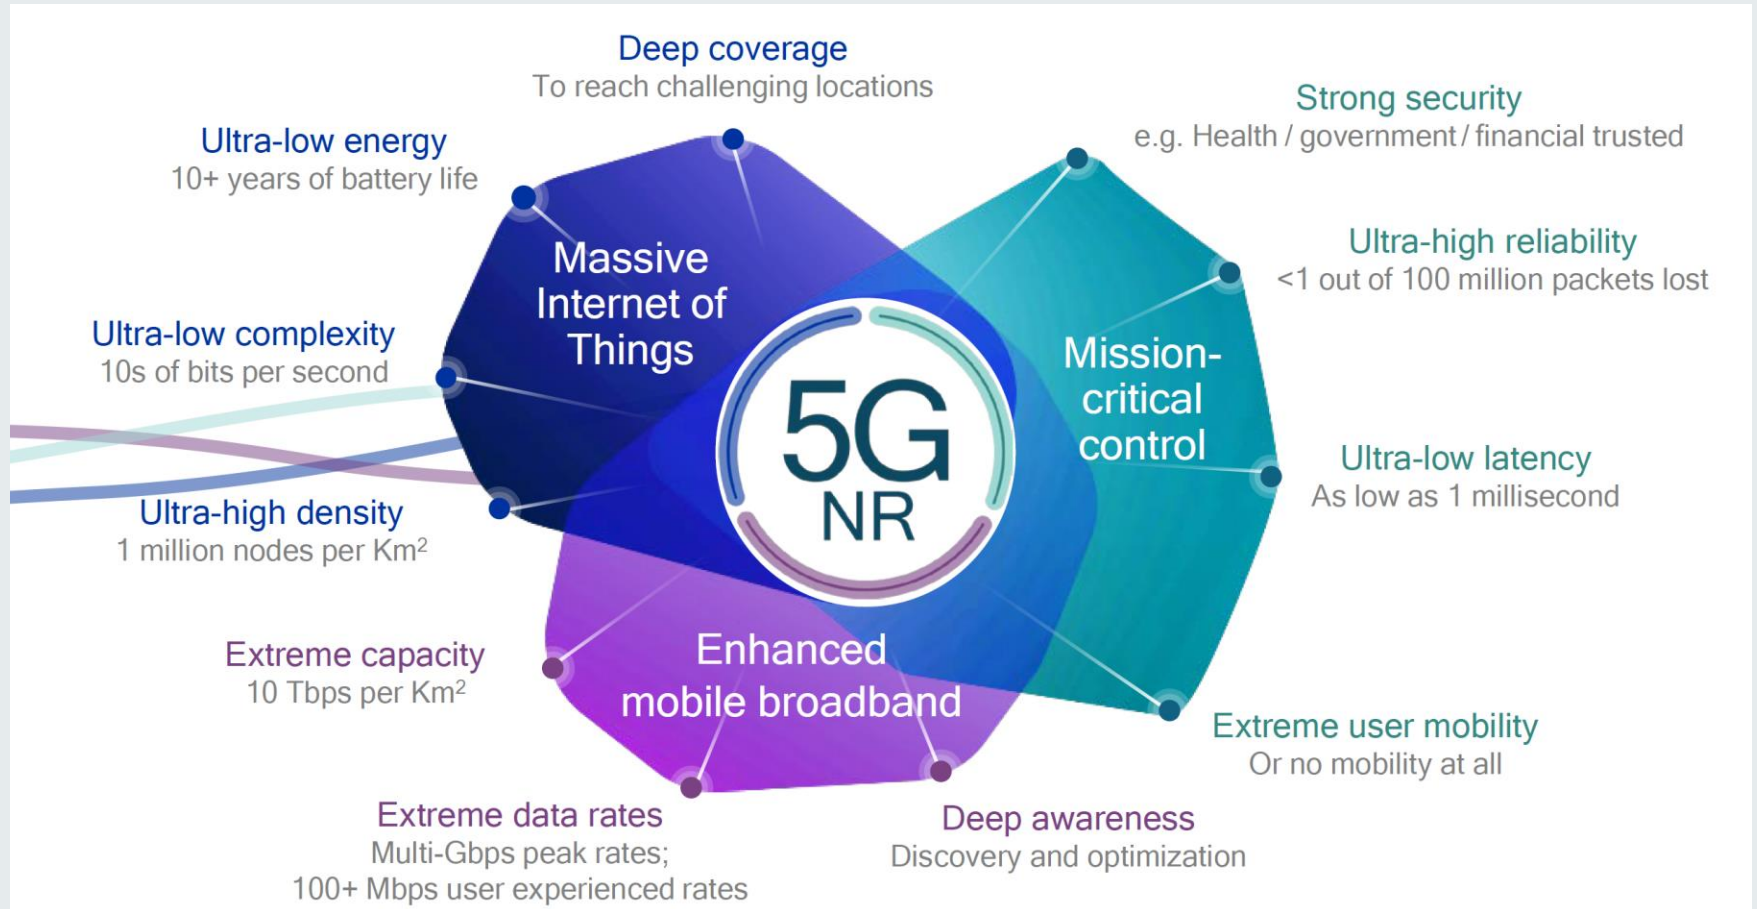 Deep coverage
To reach challenging locations
Strong security
e.g. Health / government / financial trusted
Ultra-low energy
10+ years of battery life
Ultra-high reliability
<1 out of 100 million packets lost
Massive
Internet of
Things
Ultra-low complexity
10s of bits per second
Mission-
critical
control
5G
NR
Ultra-low latency
As low as 1 millisecond
Ultra-high density
1 million nodes per Km²
Extreme capacity
10 Tbps per Km²
Enhanced
mobile broadband
Extreme user mobility
Or no mobility at all
Extreme data rates
Multi-Gbps peak rates;
100+ Mbps user experienced rates
Deep awareness
Discovery and optimization